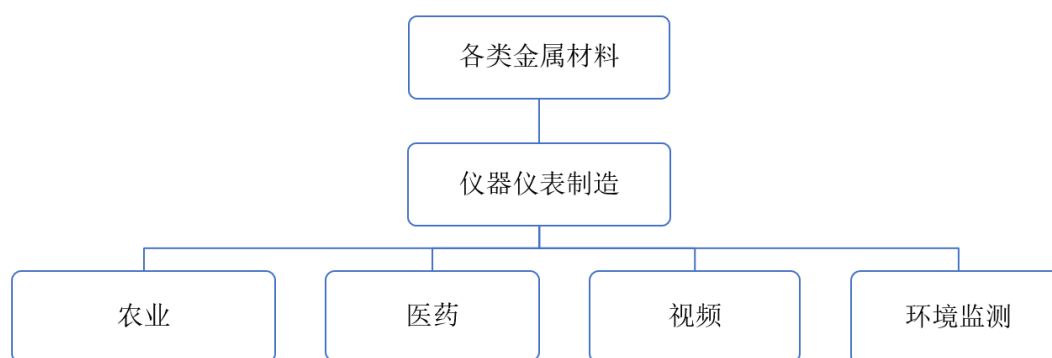 各类金属材料
仪器仪表制造
农业
医药
视频
环境监测